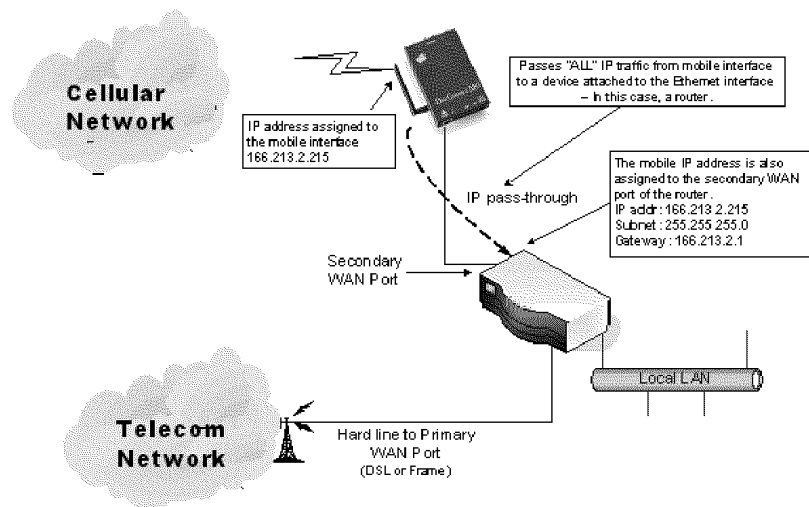 Cellular
Network
IP address assigned to
the mobile interface
166.213.2.215
Passes "ALL" IP traffic from mobile interface
to a device attached to the Ethernet interface
– In this case, a router .
IP pass-through
The mobile IP address is also
assigned to the secondary WAN
port of the router .
IP addr : 166.213.2.215
Subnet : 255.255.255.0
Gateway : 166.213.2.1
Secondary
WAN Port
Local LAN
Telecom
Network
Hard line to Primary
WAN Port
(DSL or Frame)